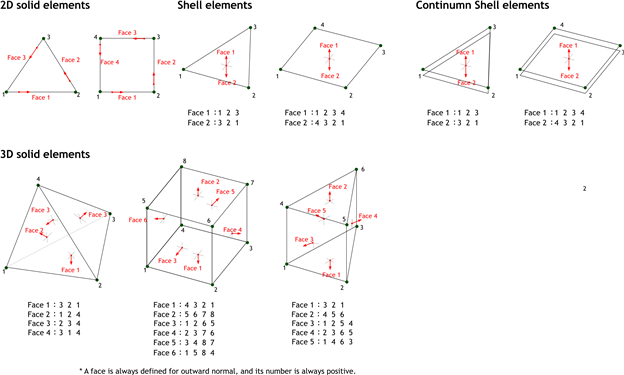 2D solid elements
Shell elements
Continumn Shell elements
3
Face 3
Face 2
1
Face 1
2
4
Face 3
3
Face 4
Face 2
1
Face 1
2
3
Face 1
1
Face 2
2
4
Face 1
3
1
Face 2
2
3
Face 1
1
Face 2
2
4
Face 1
3
1
Face 2
2
Face 1 : 1 2 3
Face 2 : 3 2 1
Face 1 : 1 2 3 4
Face 2 : 4 3 2 1
Face 1 : 1 2 3
Face 2 : 3 2 1
Face 1 : 1 2 3 4
Face 2 : 4 3 2 1
3D solid elements
4
Face 3
Face 3
3
Face 2
Face 1
1
2
8
7
Face 2
Face 5
5
Face 6
6
Face 4
3
4
Face 3
Face 1
1
2
6
Face 2
4
Face 5
5
Face 4
3
Face 3
1
Face 1
2
2
Face 1 : 3 2 1
Face 2 : 1 2 4
Face 3 : 2 3 4
Face 4 : 3 1 4
Face 1 : 4 3 2 1
Face 2 : 5 6 7 8
Face 3 : 1 2 6 5
Face 4 : 2 3 7 6
Face 5 : 3 4 8 7
Face 6 : 1 5 8 4
Face 1 : 3 2 1
Face 2 : 4 5 6
Face 3 : 1 2 5 4
Face 4 : 2 3 6 5
Face 5 : 1 4 6 3
* A face is always defined for outward normal, and its number is always positive.